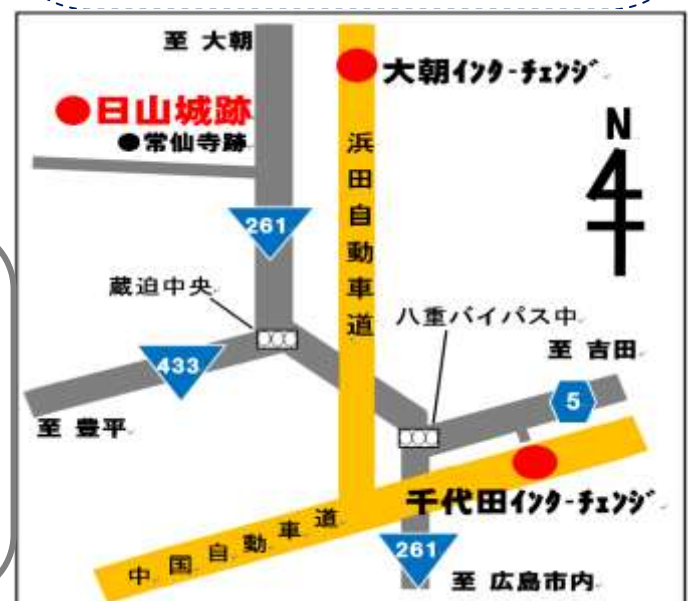 至 大朝
大朝インターチェンジ
●日山城跡
●常仙寺跡
N
浜田自動車道
261
蔵迫中央
八重バイパス中
至 吉田
433
5
至 豊平
千代田インターチェンジ
中国自動車道
261
至 広島市内